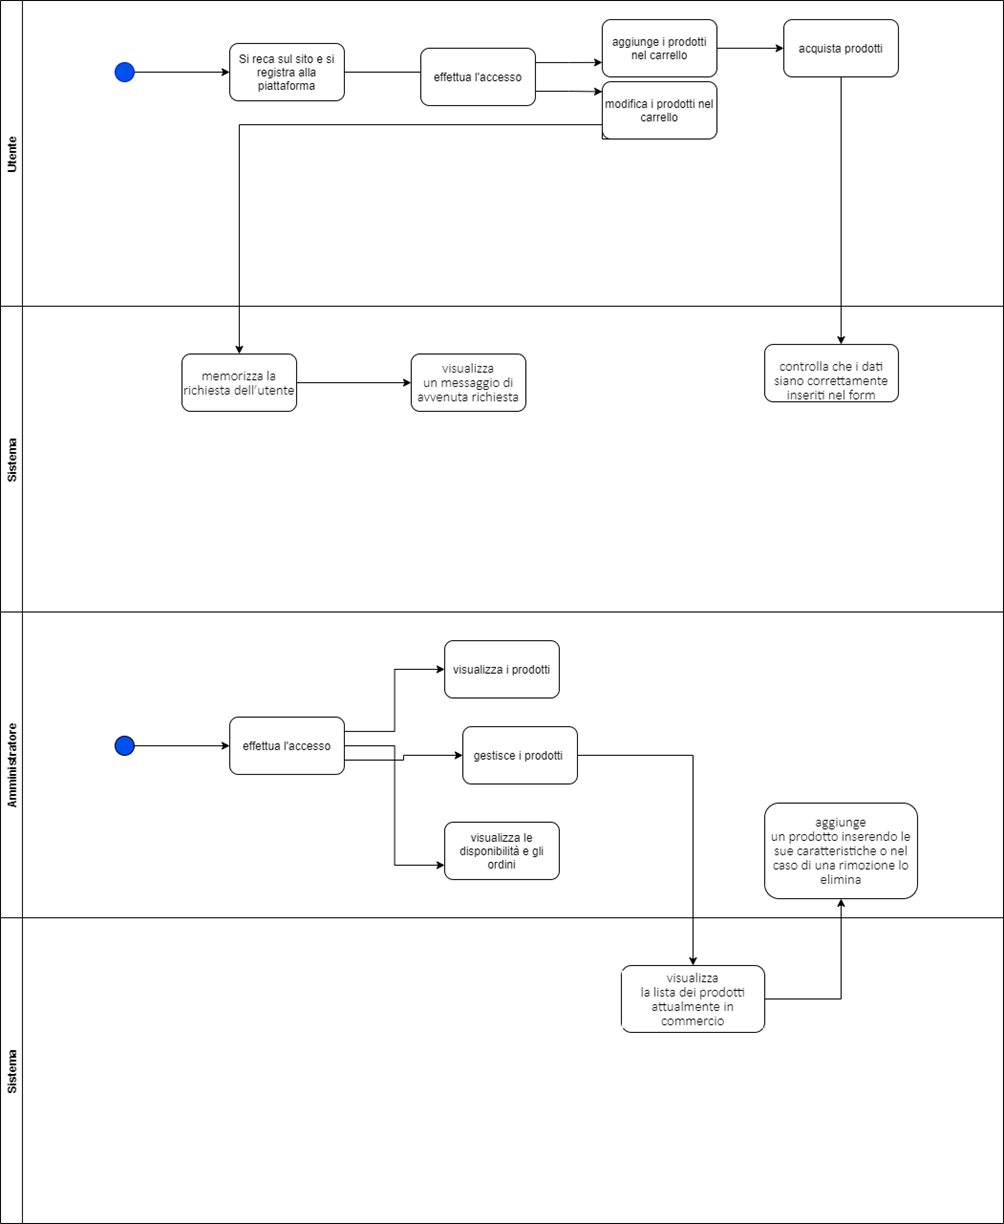 Utente
Si reca sul sito e si
registra alla
piattaforma
effettua l'accesso
aggiunge i prodotti
nel carrello
acquista prodotti
modifica i prodotti nel
carrello
Sistema
memorizza la
richiesta dell'utente
visualizza
un messaggio di
avvenuta richiesta
controlla che i dati
siano correttamente
inseriti nel form
Amministratore
effettua l'accesso
visualizza i prodotti
gestisce i prodotti
visualizza le
disponibilità e gli
ordini
aggiunge
un prodotto inserendo le
sue caratteristiche o nel
caso di una rimozione lo
elimina
Sistema
visualizza
la lista dei prodotti
attualmente in
commercio